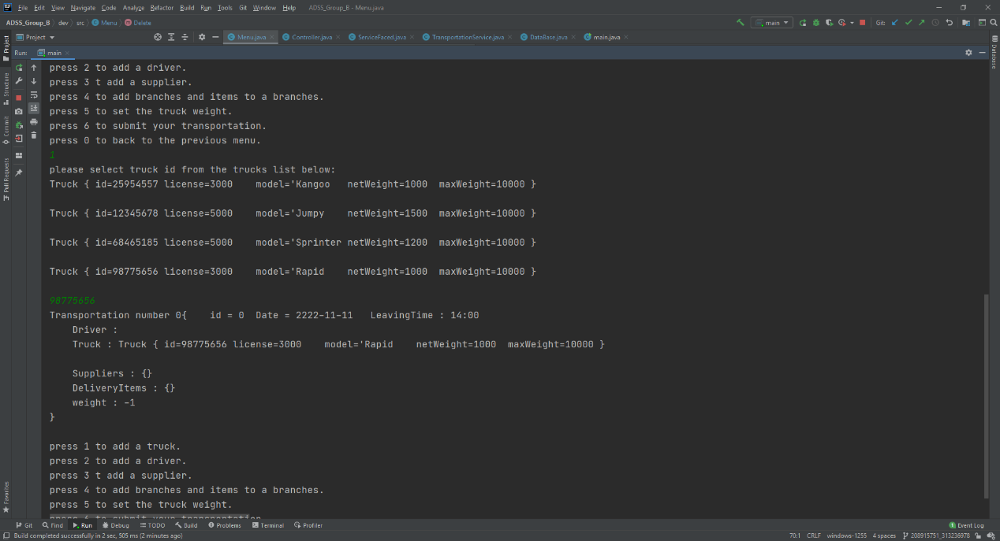 File Edit View Navigate Code Analyze Refactor Build Run Tools Git Window Help ADSS_Group_B - Menu.java
ADSS_Group_B dev src Menu Delete main Git:
Project Menu.java Controller.java ServiceFaced.java TransportationService.java DataBase.java main.java
Run: main
press 2 to add a driver.
press 3 t add a supplier.
press 4 to add branches and items to a branches.
press 5 to set the truck weight.
press 6 to submit your transportation.
press 0 to back to the previous menu.
1
please select truck id from the trucks list below:
Truck { id=25954557 license=3000 model='Kangoo netWeight=1000 maxWeight=10000 }
Truck { id=12345678 license=5000 model='Jumpy netWeight=1500 maxWeight=10000 }
Truck { id=68465185 license=5000 model='Sprinter netWeight=1200 maxWeight=10000 }
Truck { id=98775656 license=3000 model='Rapid netWeight=1000 maxWeight=10000 }
98775656
Transportation number 0{ id = 0 Date = 2222-11-11 LeavingTime : 14:00
Driver :
Truck : Truck { id=98775656 license=3000 model='Rapid netWeight=1000 maxWeight=10000 }
Suppliers : {}
DeliveryItems : {}
weight : -1
}
press 1 to add a truck.
press 2 to add a driver.
press 3 t add a supplier.
press 4 to add branches and items to a branches.
press 5 to set the truck weight.
press 6 to submit your transportation.
Project
Structure
Commit
Pull Requests
Favorites
Database
Git Find Run Debug TODO Build Problems Terminal Profiler 1 Event Log
Build completed successfully in 2 sec, 505 ms (2 minutes ago) 70:1 CRLF windows-1255 4 spaces 208915751_313236978